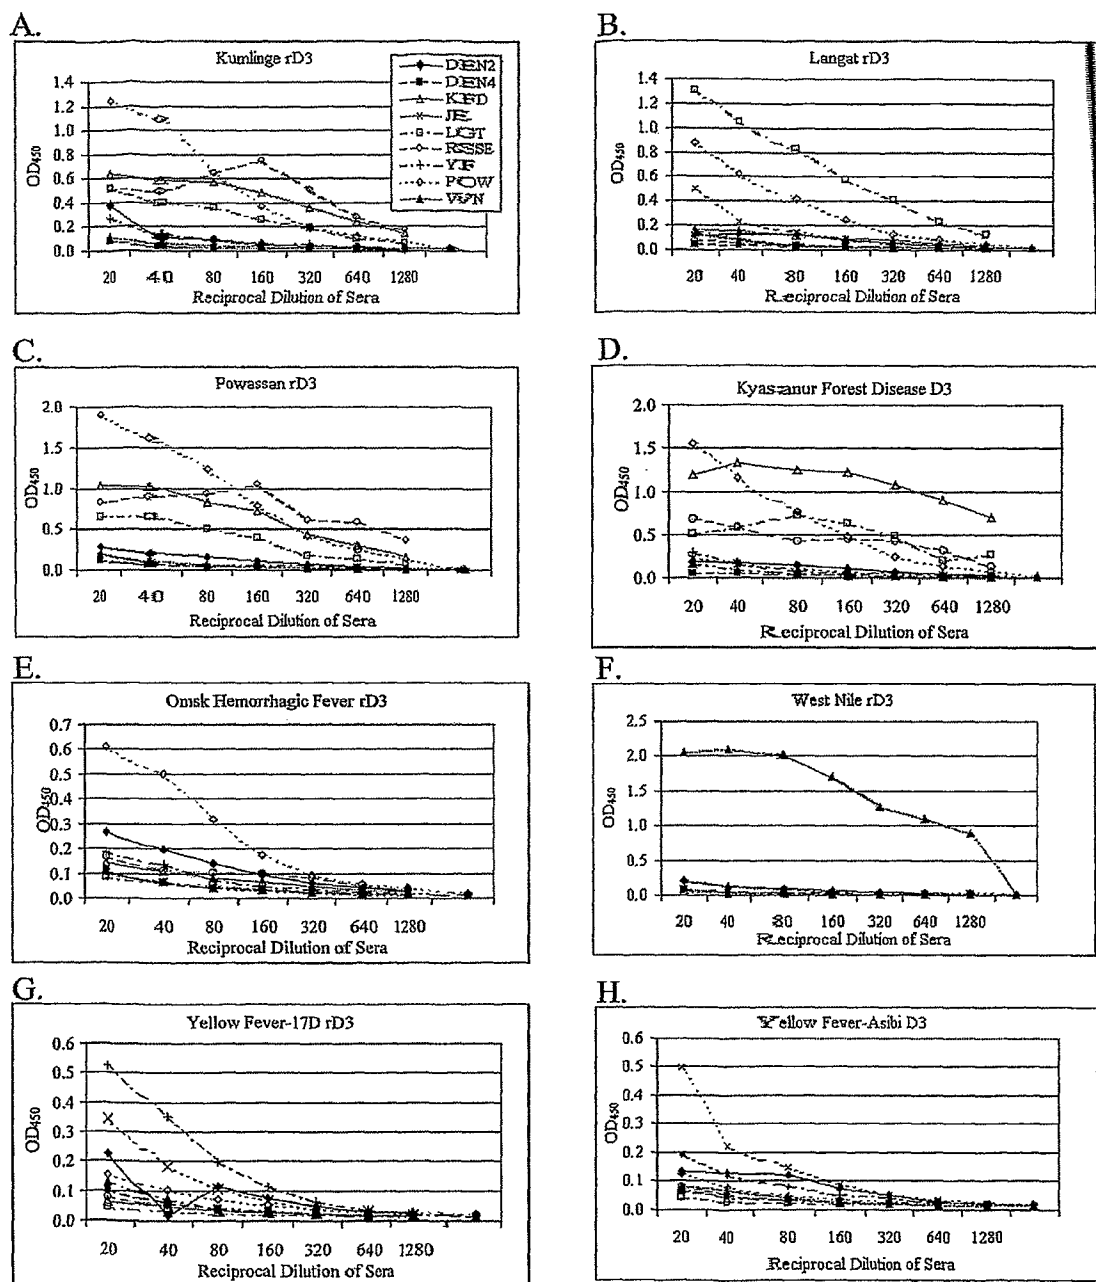 A.
Kumlinge rD3
OD450
1.4
1.2
1.0
0.8
0.6
0.4
0.2
0.0
20 40 80 160 320 640 1280
Reciprocal Dilution of Sera
DEN2
DEN4
KFD
JE
LGT
RSSE
YF
POW
WN
B.
Langat rD3
OD450
1.4
1.2
1.0
0.8
0.6
0.4
0.2
0.0
20 40 80 160 320 640 1280
Reciprocal Dilution of Sera
C.
Powassan rD3
OD450
2.0
1.5
1.0
0.5
0.0
20 40 80 160 320 640 1280
Reciprocal Dilution of Sera
D.
Kyasanur Forest Disease D3
OD450
2.0
1.5
1.0
0.5
0.0
20 40 80 160 320 640 1280
Reciprocal Dilution of Sera
E.
Omsk Hemorrhagic Fever rD3
OD450
0.7
0.6
0.5
0.4
0.3
0.2
0.1
0.0
20 40 80 160 320 640 1280
Reciprocal Dilution of Sera
F.
West Nile rD3
OD450
2.5
2.0
1.5
1.0
0.5
0.0
20 40 80 160 320 640 1280
Reciprocal Dilution of Sera
G.
Yellow Fever-17D rD3
OD450
0.6
0.5
0.4
0.3
0.2
0.1
0.0
20 40 80 160 320 640 1280
Reciprocal Dilution of Sera
H.
Yellow Fever-Asibi D3
OD450
0.6
0.5
0.4
0.3
0.2
0.1
0.0
20 40 80 160 320 640 1280
Reciprocal Dilution of Sera